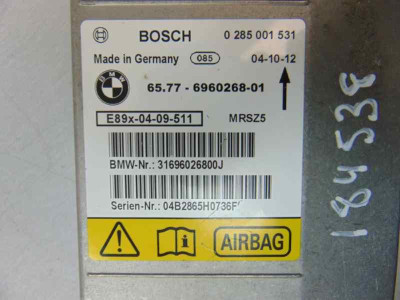 BOSCH 0 285 001 531
Made in Germany 085 04-10-12
BMW
65.77 - 6960268-01
E89x-04-09-511 MRSZ5
BMW-Nr.: 31696026800J
Serien-Nr.: 04B2865H0736F
AIRBAG
184538